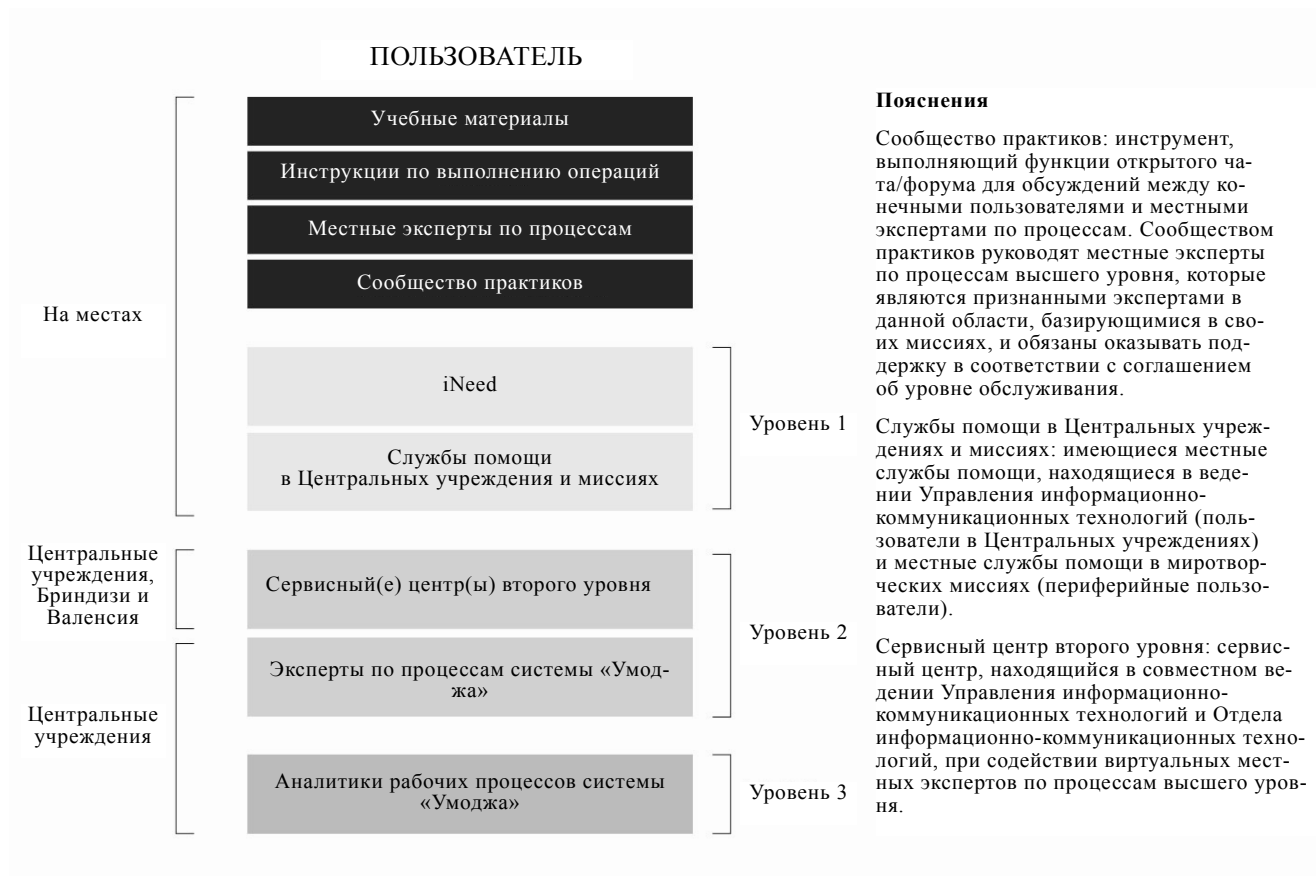 ПОЛЬЗОВАТЕЛЬ
Учебные материалы
Инструкции по выполнению операций
Местные эксперты по процессам
Сообщество практиков
На местах
iNeed
Службы помощи
в Центральных учреждения и миссиях
Уровень 1
Центральные
учреждения,
Бриндизи и
Валенсия
Сервисный(е) центр(ы) второго уровня
Эксперты по процессам системы «Умод-
жа»
Уровень 2
Центральные
учреждения
Аналитики рабочих процессов системы
«Умоджа»
Уровень 3
Пояснения
Сообщество практиков: инструмент,
выполняющий функции открытого ча-
та/форума для обсуждений между ко-
нечными пользователями и местными
экспертами по процессам. Сообществом
практиков руководят местные эксперты
по процессам высшего уровня, которые
являются признанными экспертами в
данной области, базирующимися в сво-
их миссиях, и обязаны оказывать под-
держку в соответствии с соглашением
об уровне обслуживания.
Службы помощи в Центральных учреж-
дениях и миссиях: имеющиеся местные
службы помощи, находящиеся в веде-
нии Управления информационно-
коммуникационных технологий (поль-
зователи в Центральных учреждениях)
и местные службы помощи в миротвор-
ческих миссиях (периферийные пользо-
ватели).
Сервисный центр второго уровня: сервис-
ный центр, находящийся в совместном ве-
дении Управления информационно-
коммуникационных технологий и Отдела
информационно-коммуникационных техно-
логий, при содействии виртуальных мест-
ных экспертов по процессам высшего уров-
ня.